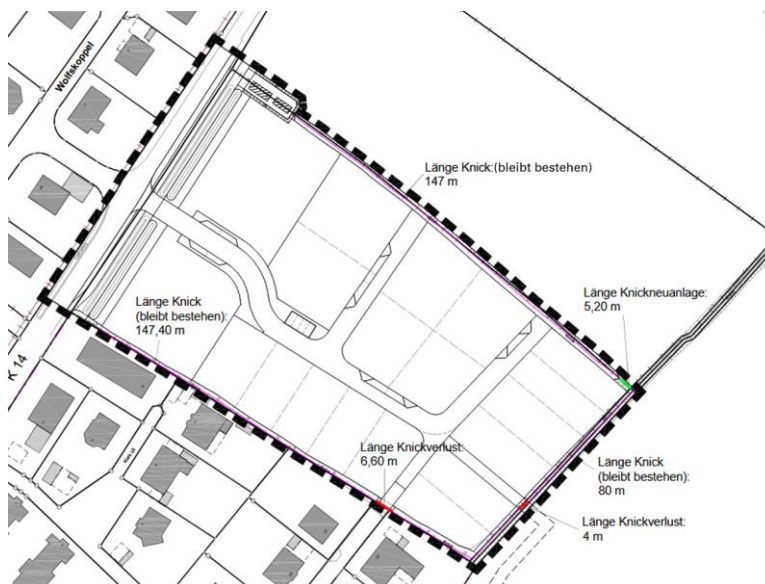 Wolfskoppel
Länge Knick:(bleibt bestehen)
147 m
Länge Knickneuanlage:
5,20 m
Länge Knick
(bleibt bestehen):
147,40 m
K 14
Länge Knickverlust:
6,60 m
Länge Knick
(bleibt bestehen):
80 m
Länge Knickverlust:
4 m